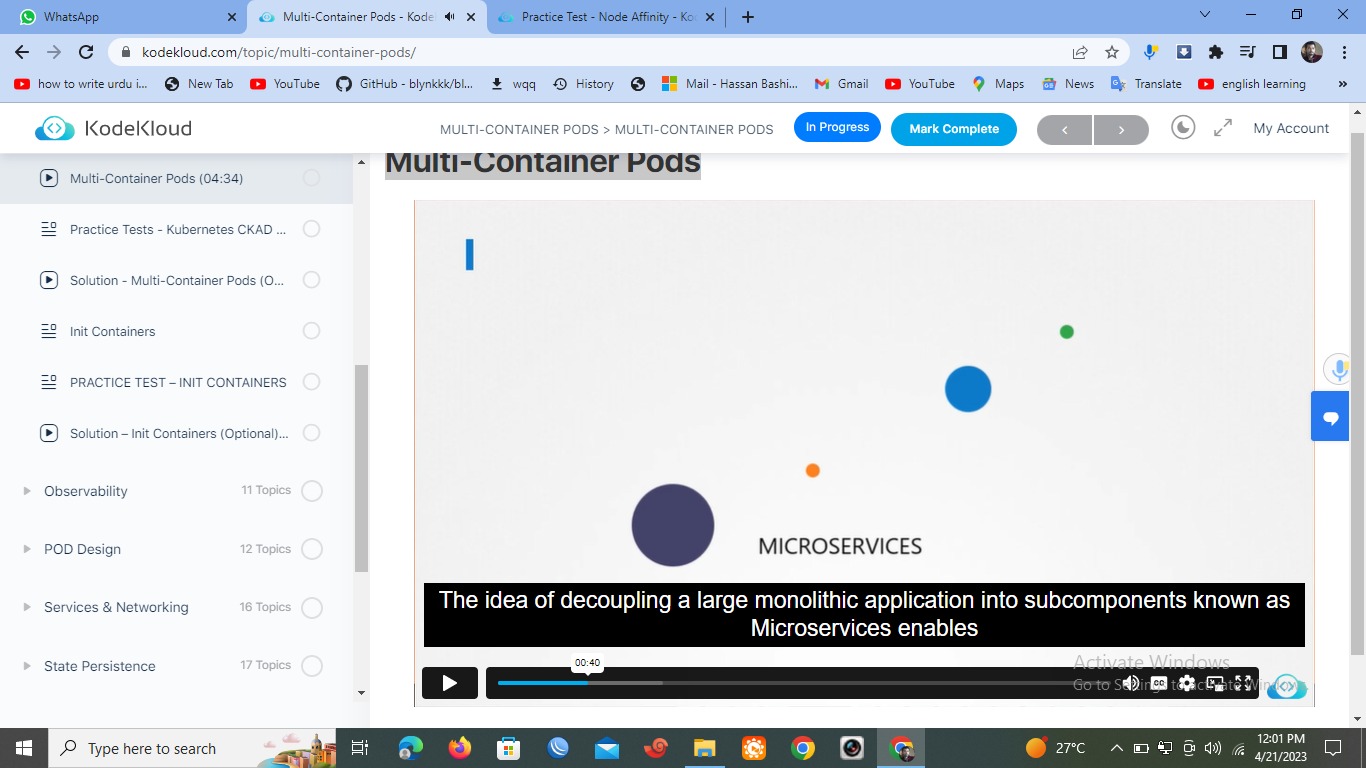 WhatsApp
Multi-Container Pods - Kodel
Practice Test - Node Affinity - Ko
kodekloud.com/topic/multi-container-pods/
how to write urdu i...
New Tab
YouTube
GitHub - blynkkk/bl...
wqq
History
Mail - Hassan Bashi...
Gmail
YouTube
Maps
News
Translate
english learning
»
KodeKloud
MULTI-CONTAINER PODS > MULTI-CONTAINER PODS
In Progress
Mark Complete
My Account
Multi-Container Pods (04:34)
Practice Tests - Kubernetes CKAD ...
Solution - Multi-Container Pods (O...
Init Containers
PRACTICE TEST – INIT CONTAINERS
Solution – Init Containers (Optional)...
Observability 11 Topics
POD Design 12 Topics
Services & Networking 16 Topics
State Persistence 17 Topics
Multi-Container Pods
MICROSERVICES
The idea of decoupling a large monolithic application into subcomponents known as
Microservices enables
00:40
CC
Activate Windows
Go to Settings to activate Windows.
Type here to search
27°C
12:01 PM
4/21/2023